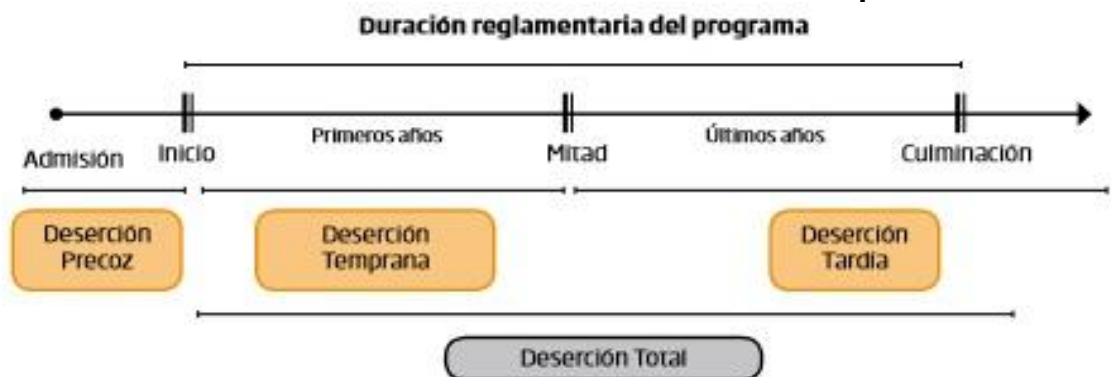 Duración reglamentaria del programa
Primeros años
Últimos años
Admisión
Inicio
Mitad
Culminación
Deserción
Precoz
Deserción
Temprana
Deserción
Tardía
Deserción Total